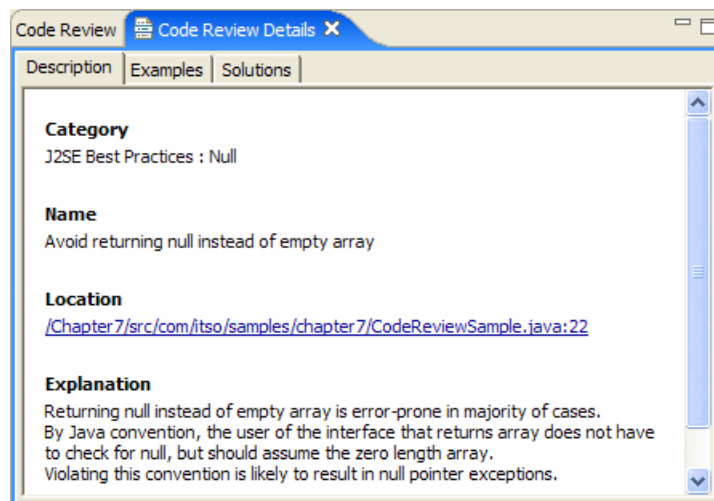 Code Review Code Review Details
Description Examples Solutions
Category
J2SE Best Practices : Null
Name
Avoid returning null instead of empty array
Location
/Chapter7/src/com/itso/samples/chapter7/CodeReviewSample.java:22
Explanation
Returning null instead of empty array is error-prone in majority of cases.
By Java convention, the user of the interface that returns array does not have
to check for null, but should assume the zero length array.
Violating this convention is likely to result in null pointer exceptions.